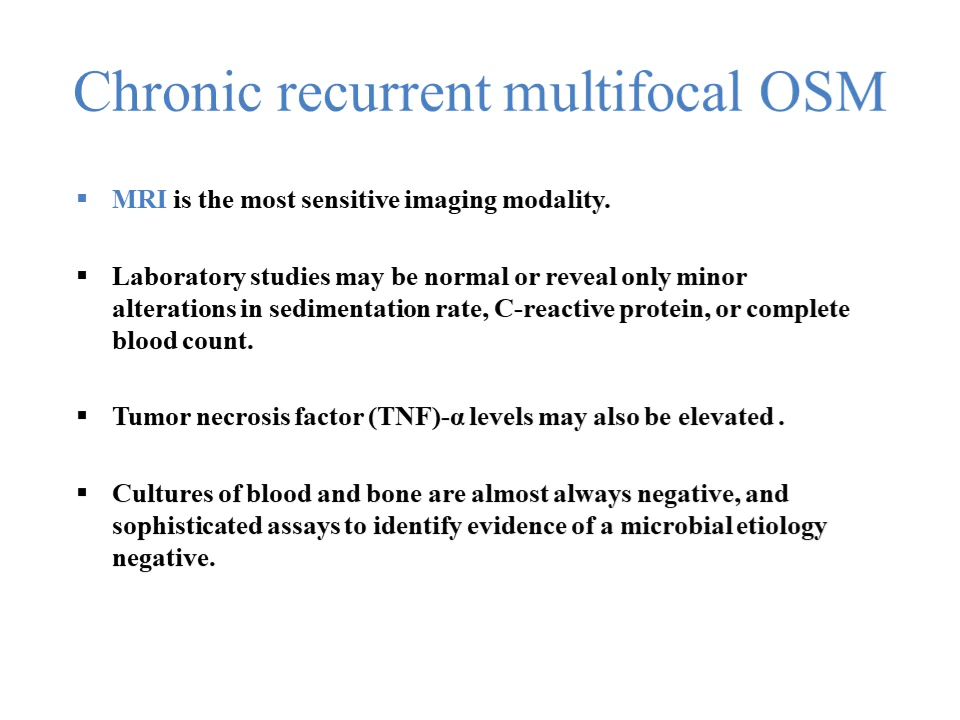 Chronic recurrent multifocal OSM
▪ MRI is the most sensitive imaging modality.
▪ Laboratory studies may be normal or reveal only minor
alterations in sedimentation rate, C-reactive protein, or complete
blood count.
▪ Tumor necrosis factor (TNF)-α levels may also be elevated .
▪ Cultures of blood and bone are almost always negative, and
sophisticated assays to identify evidence of a microbial etiology
negative.